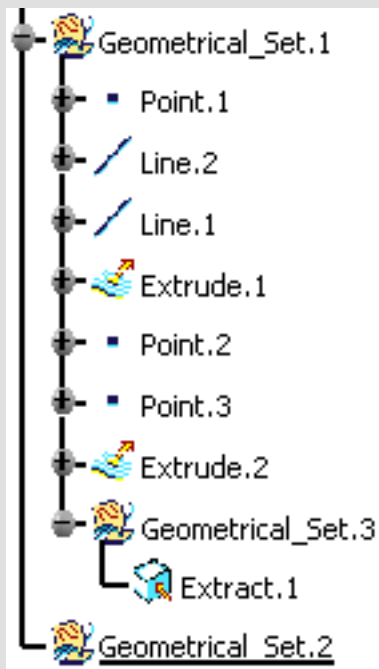 Geometrical_Set.1
Point.1
Line.2
Line.1
Extrude.1
Point.2
Point.3
Extrude.2
Geometrical_Set.3
Extract.1
Geometrical_Set.2